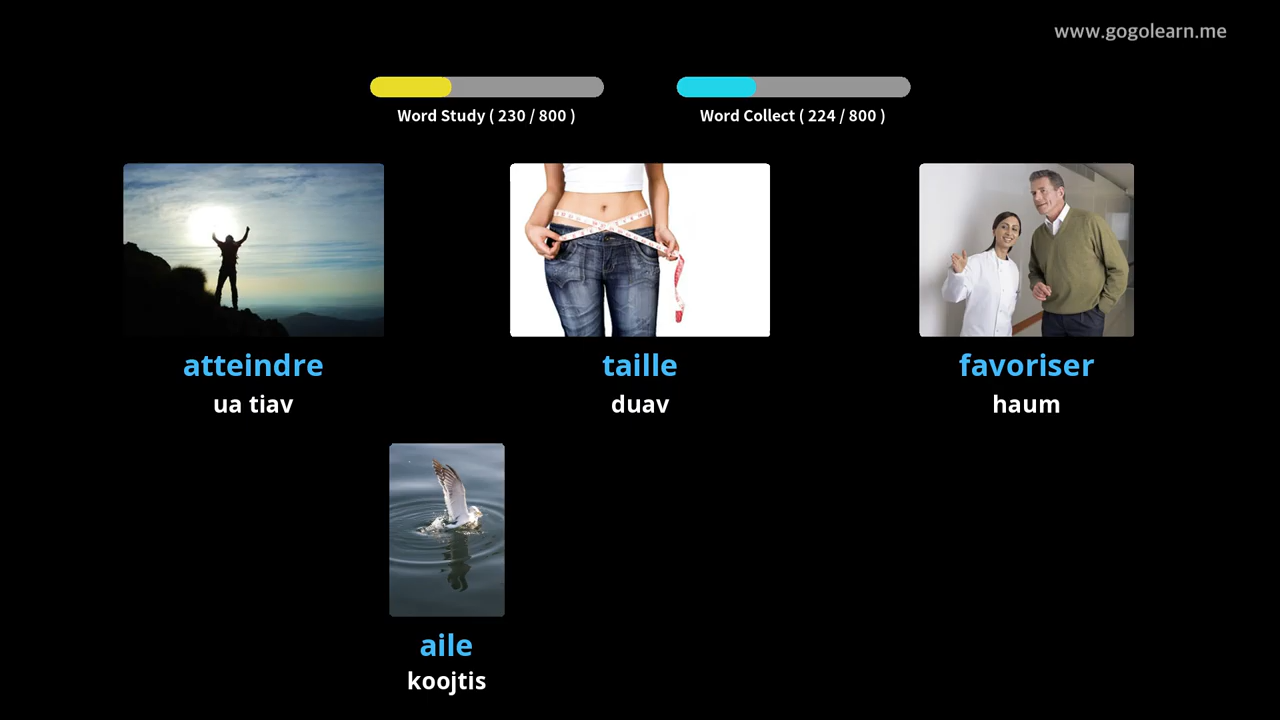 www.gogolearn.me
Word Study ( 230 / 800 )
Word Collect ( 224 / 800 )
atteindre
ua tiav
taille
duav
favoriser
haum
aile
koojtis